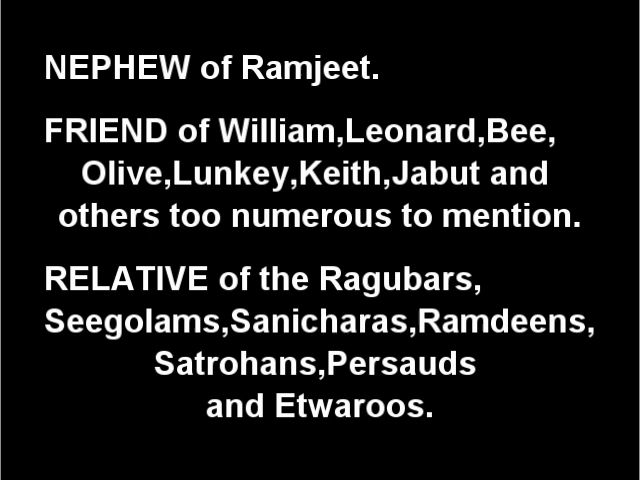 NEPHEW of Ramjeet.
FRIEND of William,Leonard,Bee,
Olive,Lunkey,Keith,Jabut and
others too numerous to mention.
RELATIVE of the Ragubars,
Seegolams,Sanicharas,Ramdeens,
Satrohans,Persauds
and Etwaroos.